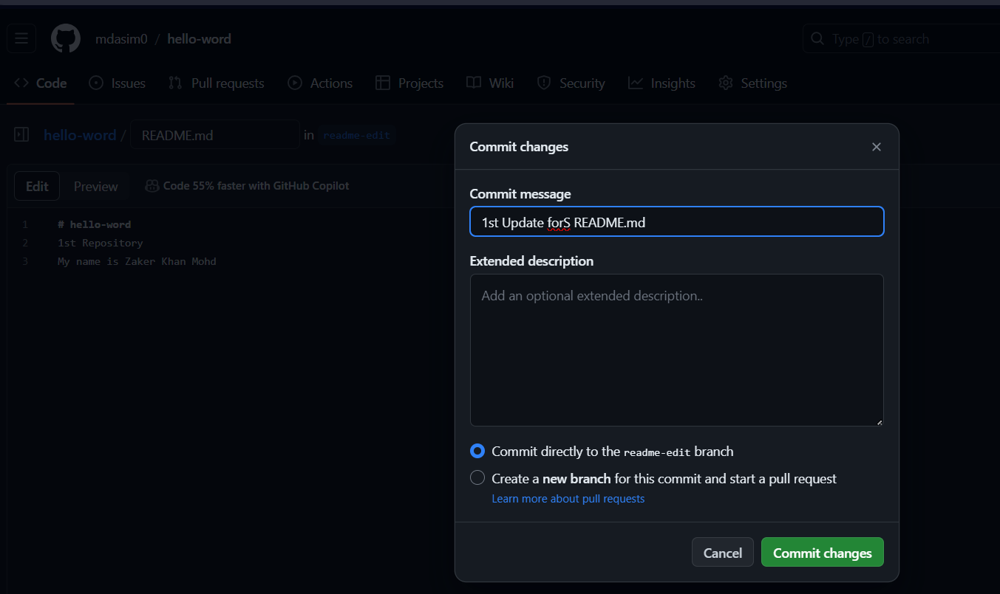 mdasim0 / hello-word
Type / to search
Code Issues Pull requests Actions Projects Wiki Security Insights Settings
hello-word / README.md in readme-edit
Edit Preview Code 55% faster with GitHub Copilot
1 # hello-word
2 1st Repository
3 My name is Zaker Khan Mohd
Commit changes
Commit message
1st Update forS README.md
Extended description
Add an optional extended description..
Commit directly to the readme-edit branch
Create a new branch for this commit and start a pull request
Learn more about pull requests
Cancel Commit changes